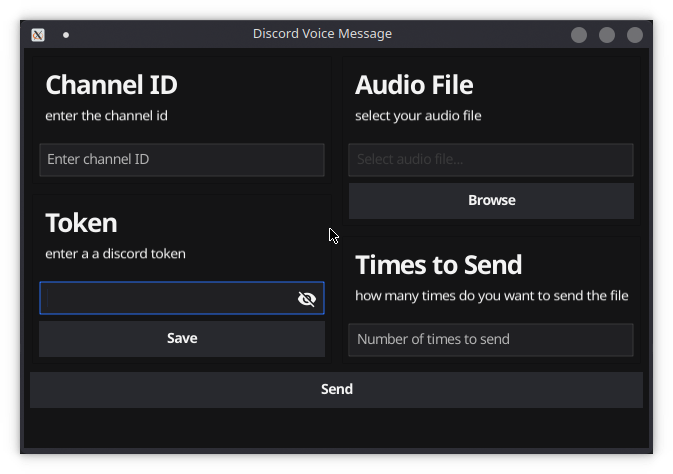 Discord Voice Message
Channel ID
enter the channel id
Enter channel ID
Token
enter a a discord token
Save
Audio File
select your audio file
Select audio file...
Browse
Times to Send
how many times do you want to send the file
Number of times to send
Send